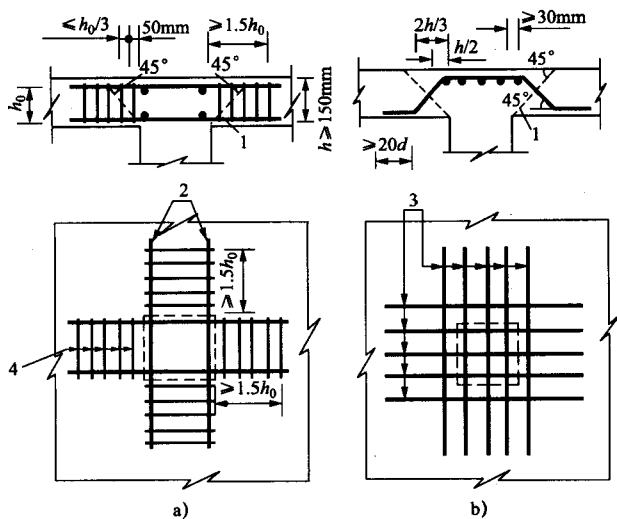 ≤h₀/3
50mm
≥1.5h₀
45°
45°
h₀
1
h≥150mm
2h/3
h/2
≥30mm
45°
45°
1
≥20d
2
≥1.5h₀
4
≥1.5h₀
3
a)
b)